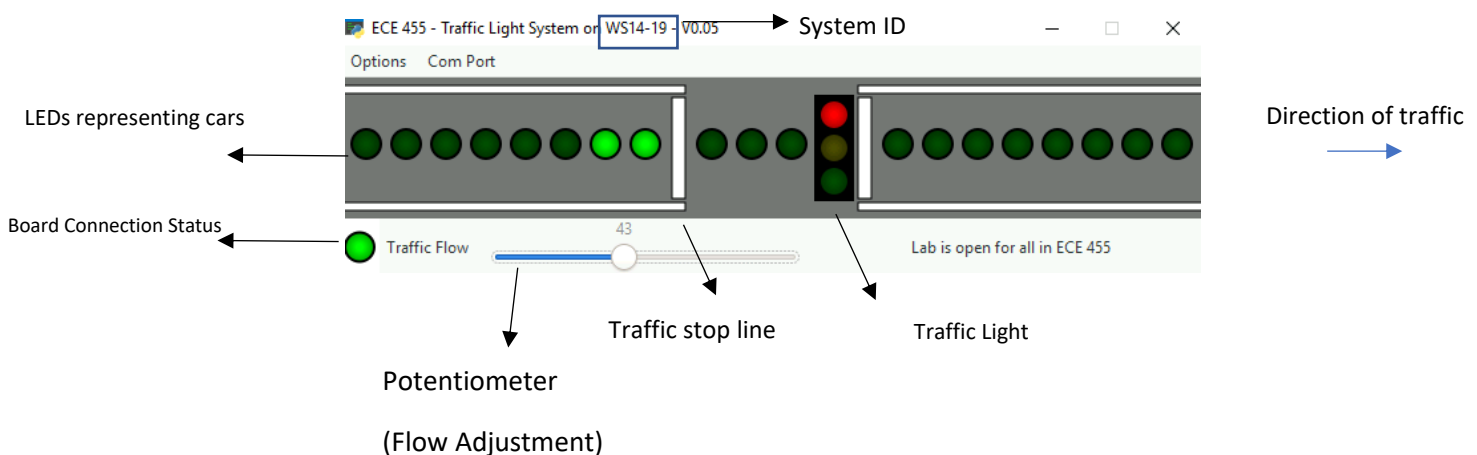 ECE 455 - Traffic Light System on WS14-19 - V0.05
System ID
Options Com Port
LEDs representing cars
Direction of traffic
Board Connection Status
43
Traffic Flow
Lab is open for all in ECE 455
Traffic stop line
Traffic Light
Potentiometer
(Flow Adjustment)